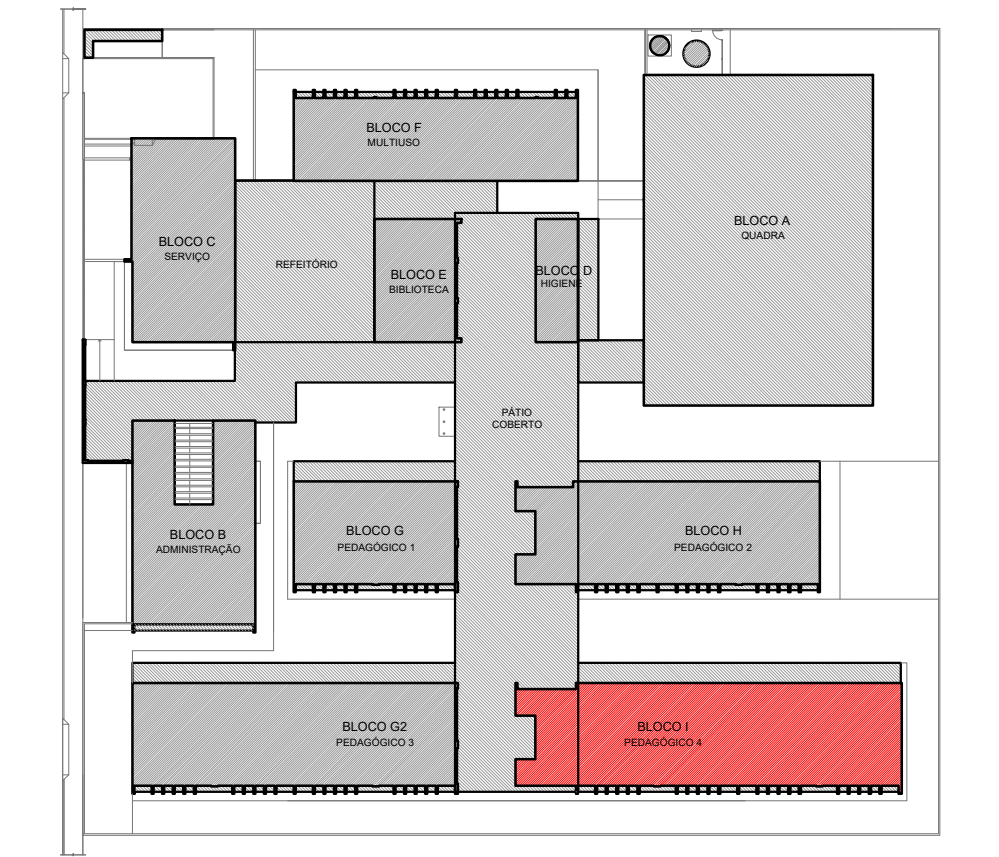 BLOCO F
MULTIUSO
BLOCO A
QUADRA
BLOCO C
SERVIÇO
REFEITÓRIO
BLOCO E
BIBLIOTECA
BLOCO D
HIGIENE
PÁTIO
COBERTO
BLOCO B
ADMINISTRAÇÃO
BLOCO G
PEDAGÓGICO 1
BLOCO H
PEDAGÓGICO 2
BLOCO G2
PEDAGÓGICO 3
BLOCO I
PEDAGÓGICO 4